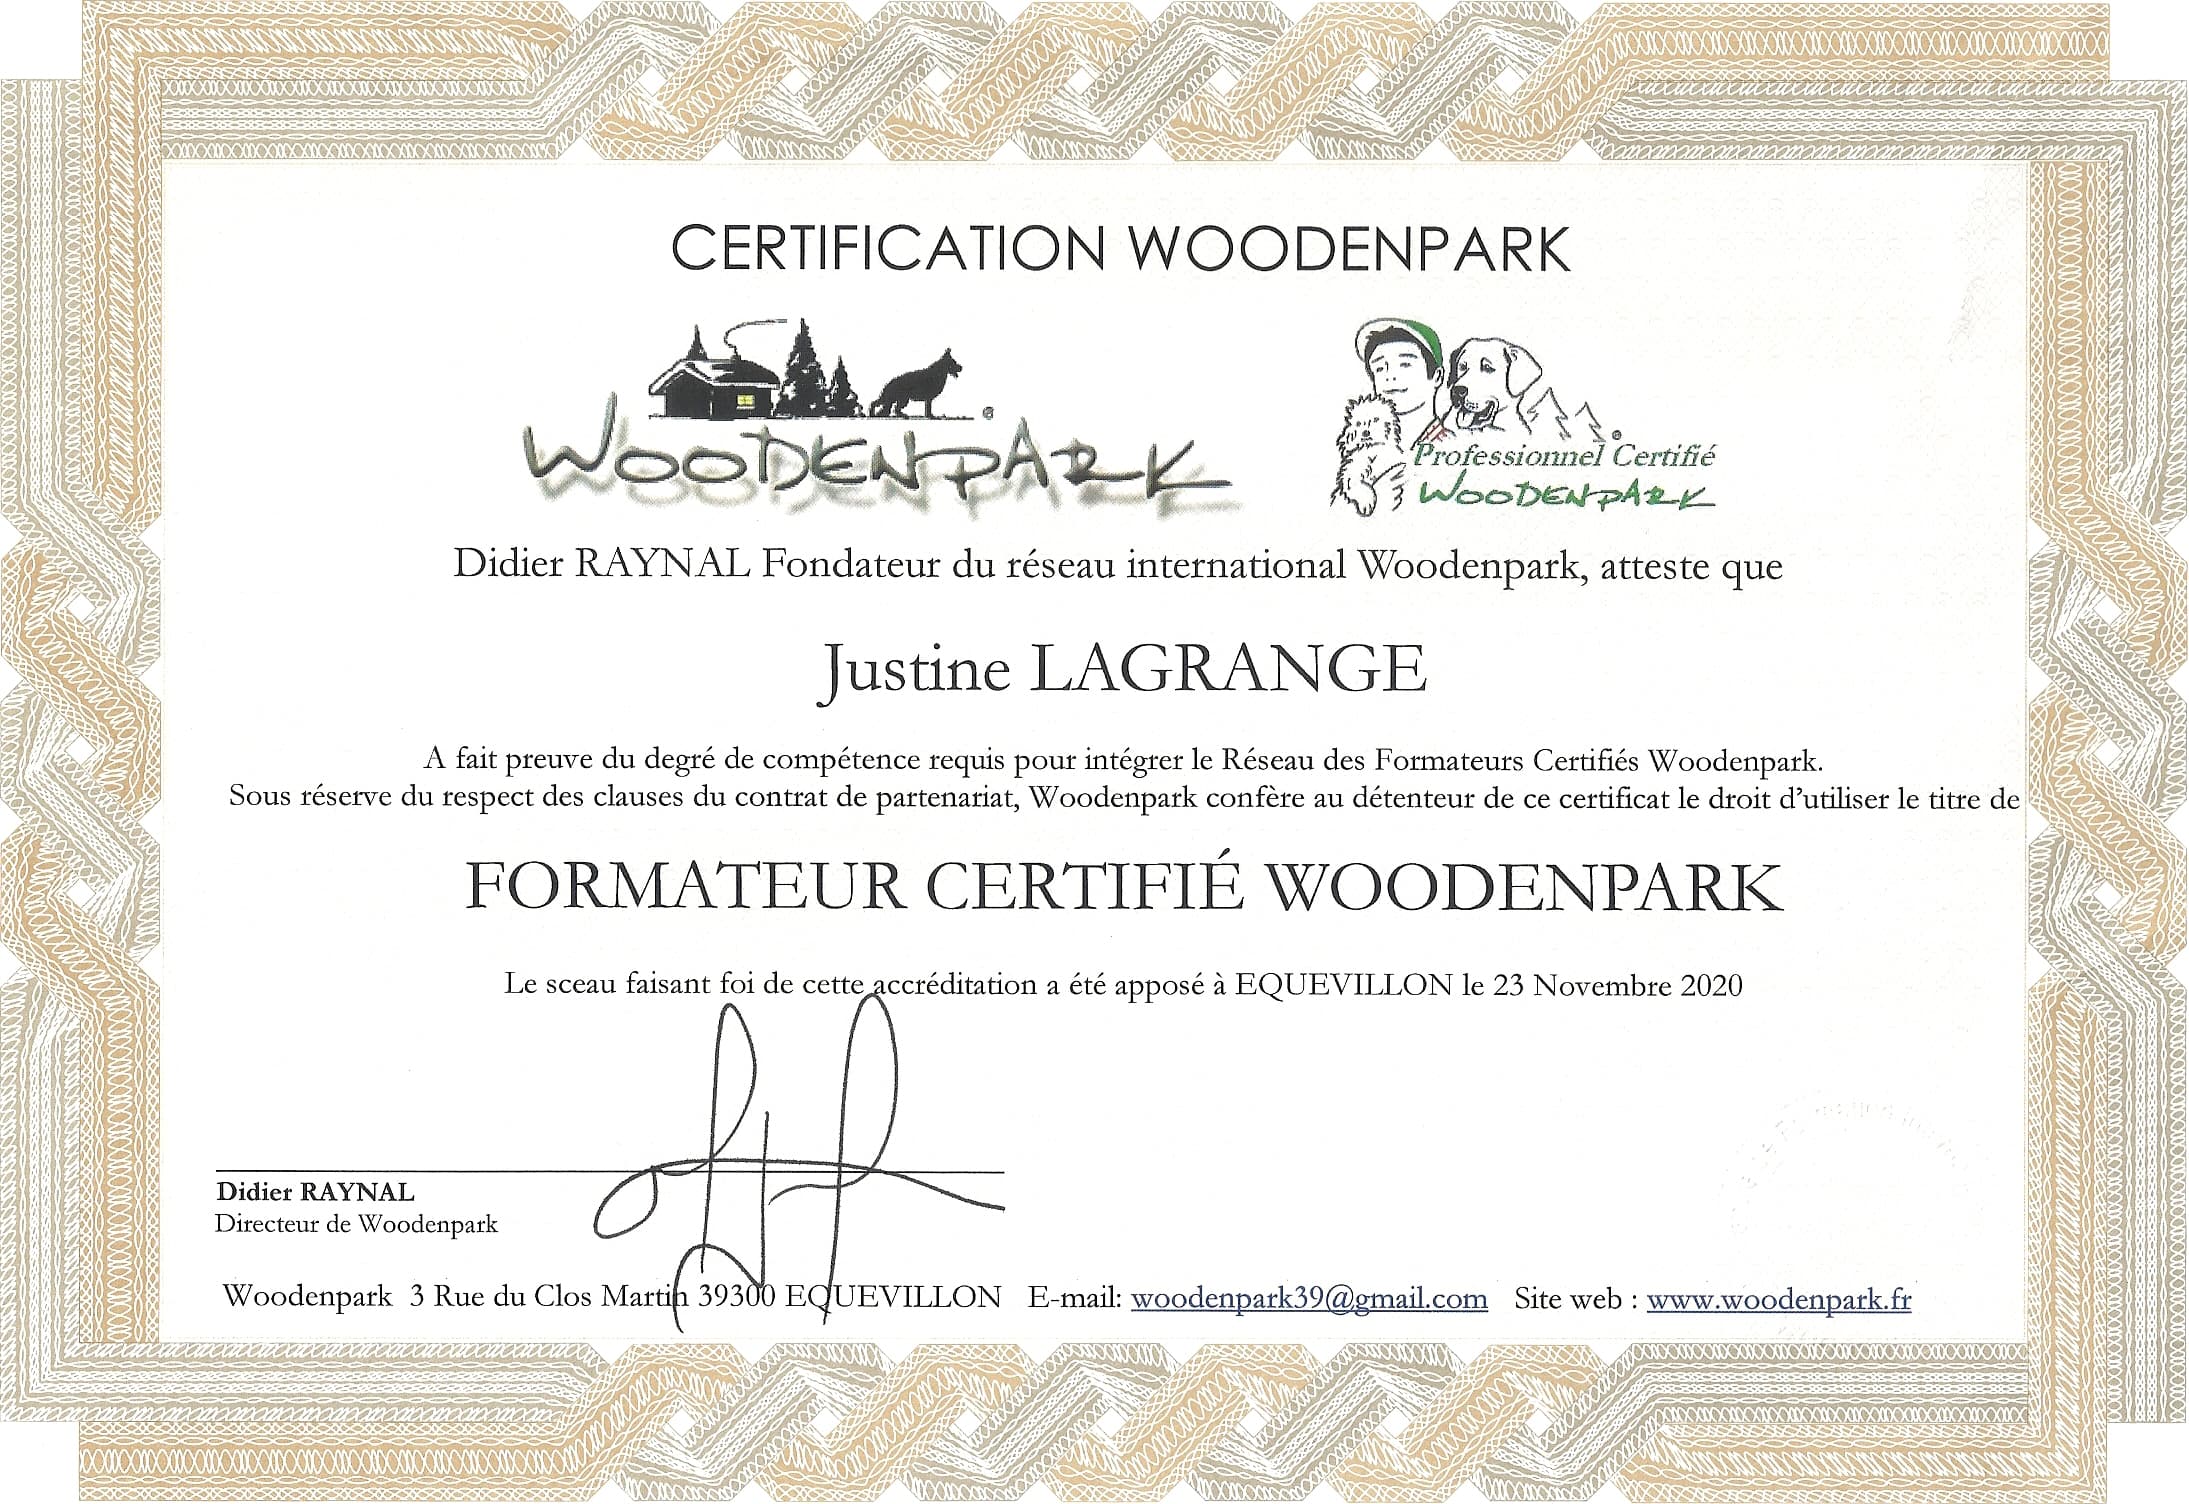 CERTIFICATION WOODENPARK
WOODENPARK
Professionnel Certifié
WOODENPARK
Didier RAYNAL Fondateur du réseau international Woodenpark, atteste que
Justine LAGRANGE
A fait preuve du degré de compétence requis pour intégrer le Réseau des Formateurs Certifiés Woodenpark.
Sous réserve du respect des clauses du contrat de partenariat, Woodenpark confère au détenteur de ce certificat le droit d'utiliser le titre de
FORMATEUR CERTIFIÉ WOODENPARK
Le sceau faisant foi de cette accréditation a été apposé à EQUEVILLON le 23 Novembre 2020
Didier RAYNAL
Directeur de Woodenpark
Woodenpark 3 Rue du Clos Martin 39300 EQUEVILLON E-mail: woodenpark39@gmail.com Site web : www.woodenpark.fr